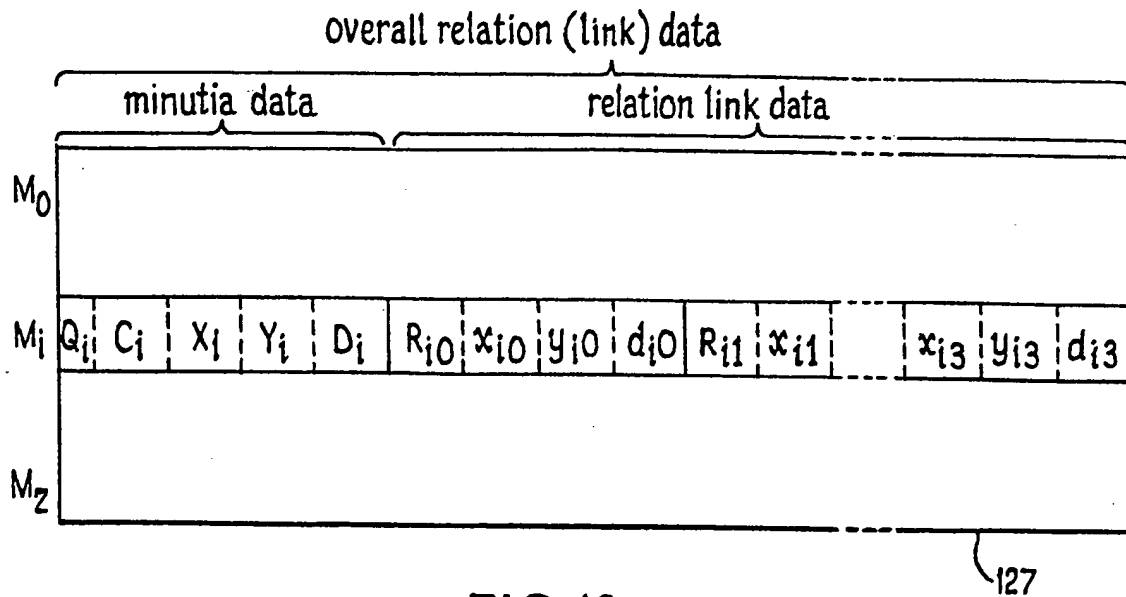 overall relation (link) data
minutia data relation link data
M0
Mi Qi Ci Xi Yi Di Ri0 xi0 yi0 di0 Ri1 xi1 xi3 yi3 di3
MZ
127